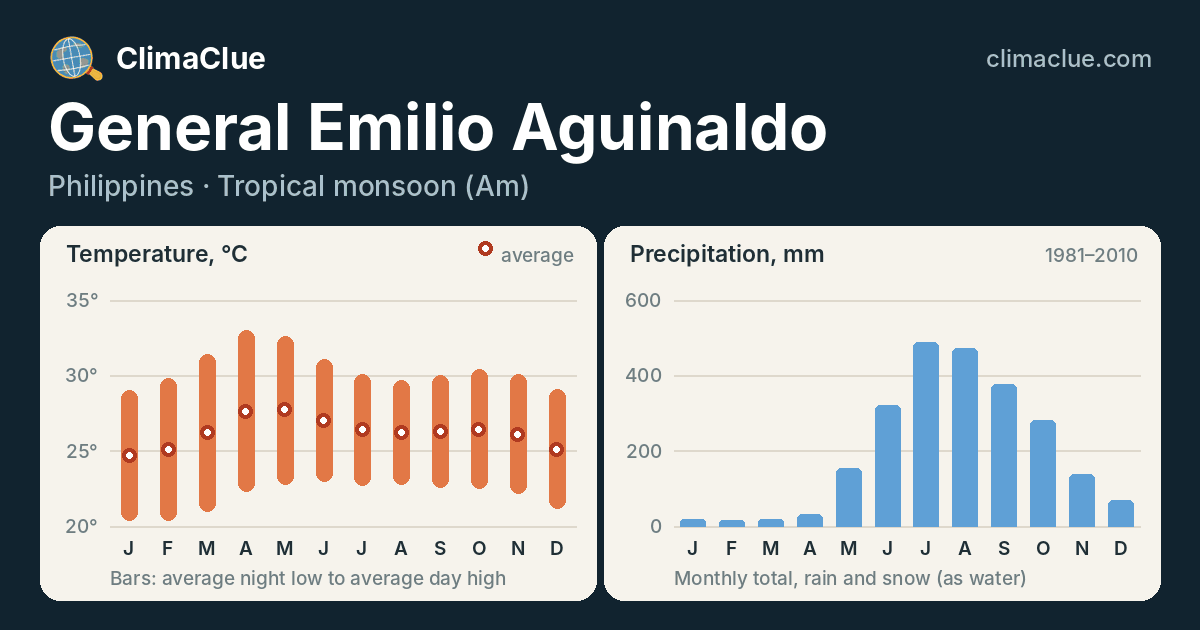 ClimaClue
climaclue.com
General Emilio Aguinaldo
Philippines · Tropical monsoon (Am)
Temperature, °C
average
35°
30°
25°
20°
J F M A M J J A S O N D
Bars: average night low to average day high
Precipitation, mm
1981–2010
600
400
200
0
J F M A M J J A S O N D
Monthly total, rain and snow (as water)